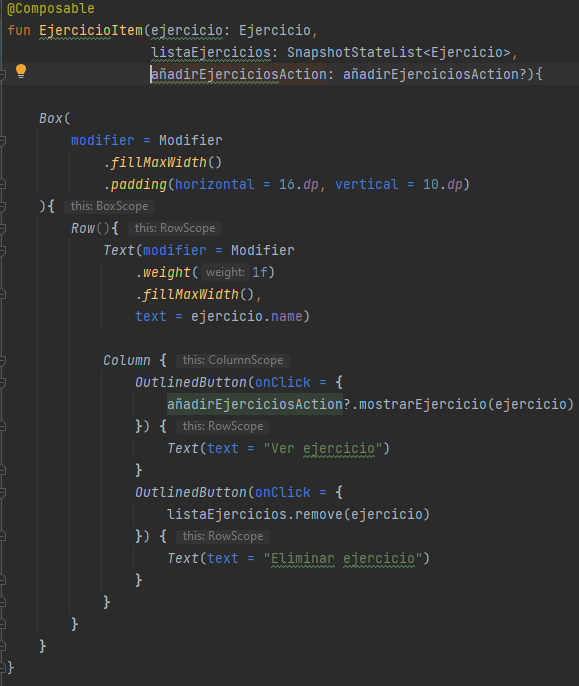 @Composable
fun EjercicioItem(ejercicio: Ejercicio,
listaEjercicios: SnapshotStateList<Ejercicio>,
añadirEjerciciosAction: añadirEjerciciosAction?){
Box(
modifier = Modifier
.fillMaxWidth()
.padding(horizontal = 16.dp, vertical = 10.dp)
){ this: BoxScope
Row(){ this: RowScope
Text(modifier = Modifier
.weight( weight: 1f)
.fillMaxWidth(),
text = ejercicio.name)
Column { this: ColumnScope
OutlinedButton(onClick = {
añadirEjerciciosAction?.mostrarEjercicio(ejercicio)
}) { this: RowScope
Text(text = "Ver ejercicio")
}
OutlinedButton(onClick = {
listaEjercicios.remove(ejercicio)
}) { this: RowScope
Text(text = "Eliminar ejercicio")
}
}
}
}
}